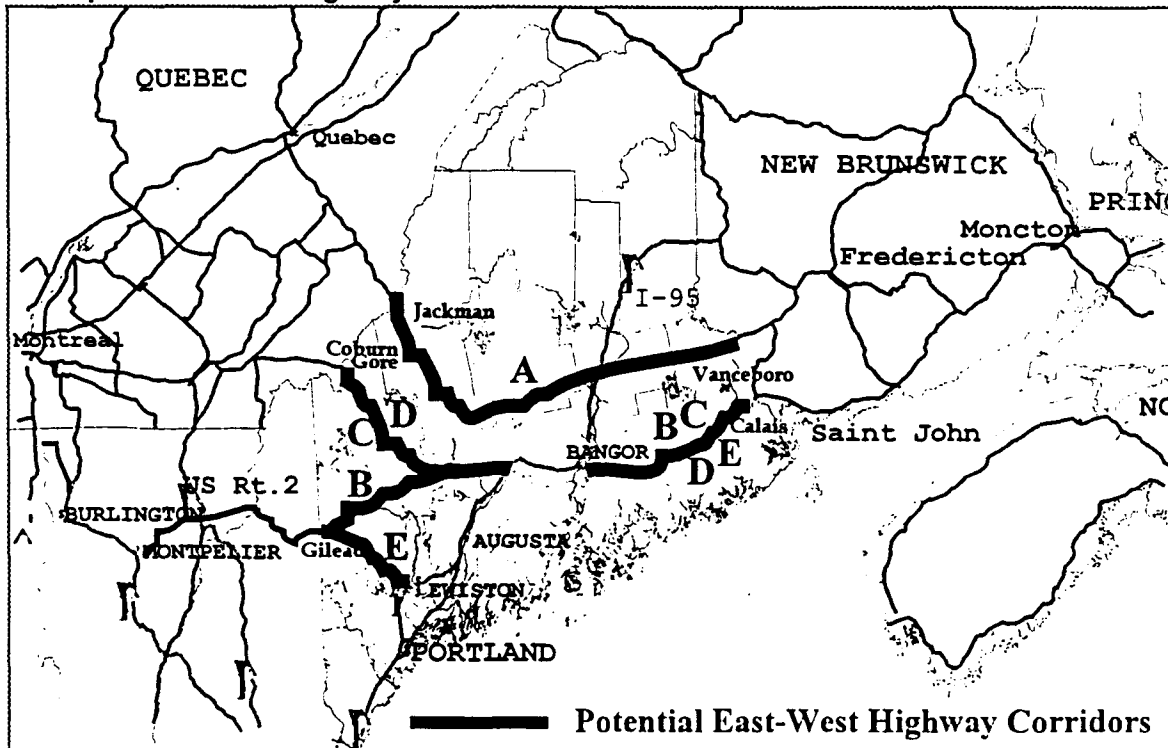 QUEBEC
Quebec
NEW BRUNSWICK
PRINC
Moncton
Fredericton
I-95
Jackman
Montreal
Coburn
Gore
A
Vanceboro
D
C
B
C
Calais
NO
BANGOR
Saint John
E
D
B
US Rt.2
BURLINGTON
MONTPELIER
Gilead
E
AUGUSTA
LEWISTON
PORTLAND
Potential East-West Highway Corridors